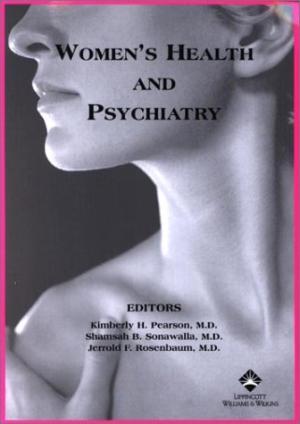 WOMEN'S HEALTH
AND
PSYCHIATRY
EDITORS
Kimberly H. Pearson, M.D.
Shamsah B. Sonawalla, M.D.
Jerrold F. Rosenbaum, M.D.
LIPPINCOTT
WILLIAMS & WILKINS